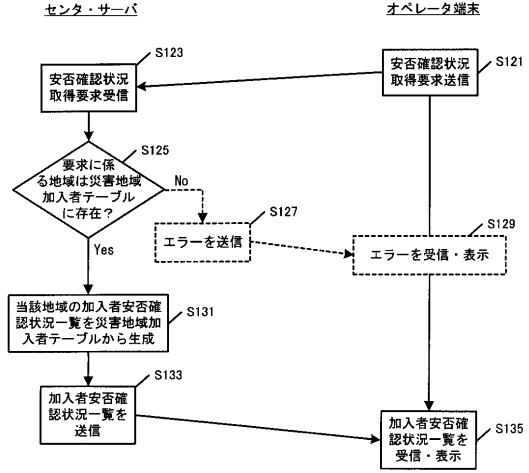 センタ・サーバ
オペレータ端末
S123
安否確認状況
取得要求受信
S121
安否確認状況
取得要求送信
S125
要求に係
る地域は災害地域
加入者テーブル
に存在？
No
Yes
S127
エラーを送信
S129
エラーを受信・表示
S131
当該地域の加入者安否確
認状況一覧を災害地域加
入者テーブルから生成
S133
加入者安否確
認状況一覧を
送信
S135
加入者安否確
認状況一覧を
受信・表示